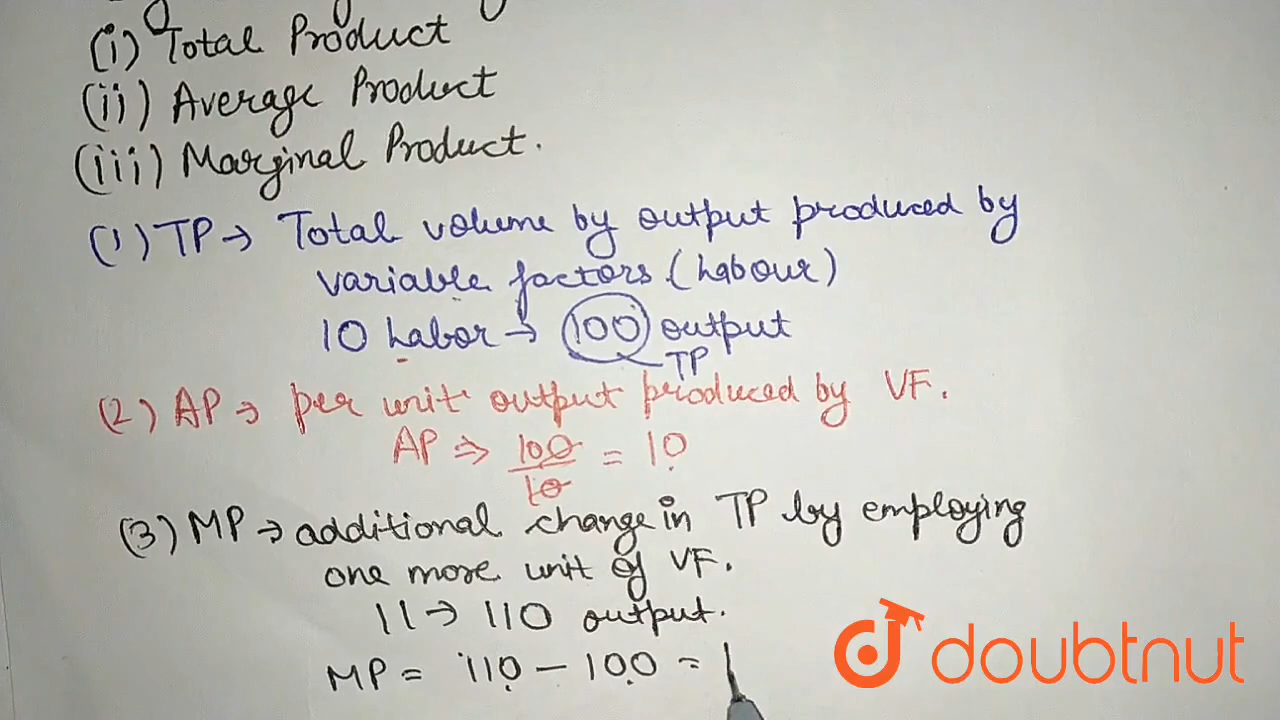 (i) Total Product
(ii) Average Product
(iii) Marginal Product.
(1) TP → Total volume by output produced by
variable factors (Labour)
10 Labor → 100 output
TP
(2) AP → per unit output produced by VF.
AP ⇒ 100/10 = 10
(3) MP → additional change in TP by employing
one more unit of VF.
11 → 110 output.
MP = 110 - 100 = 1
doubtnut